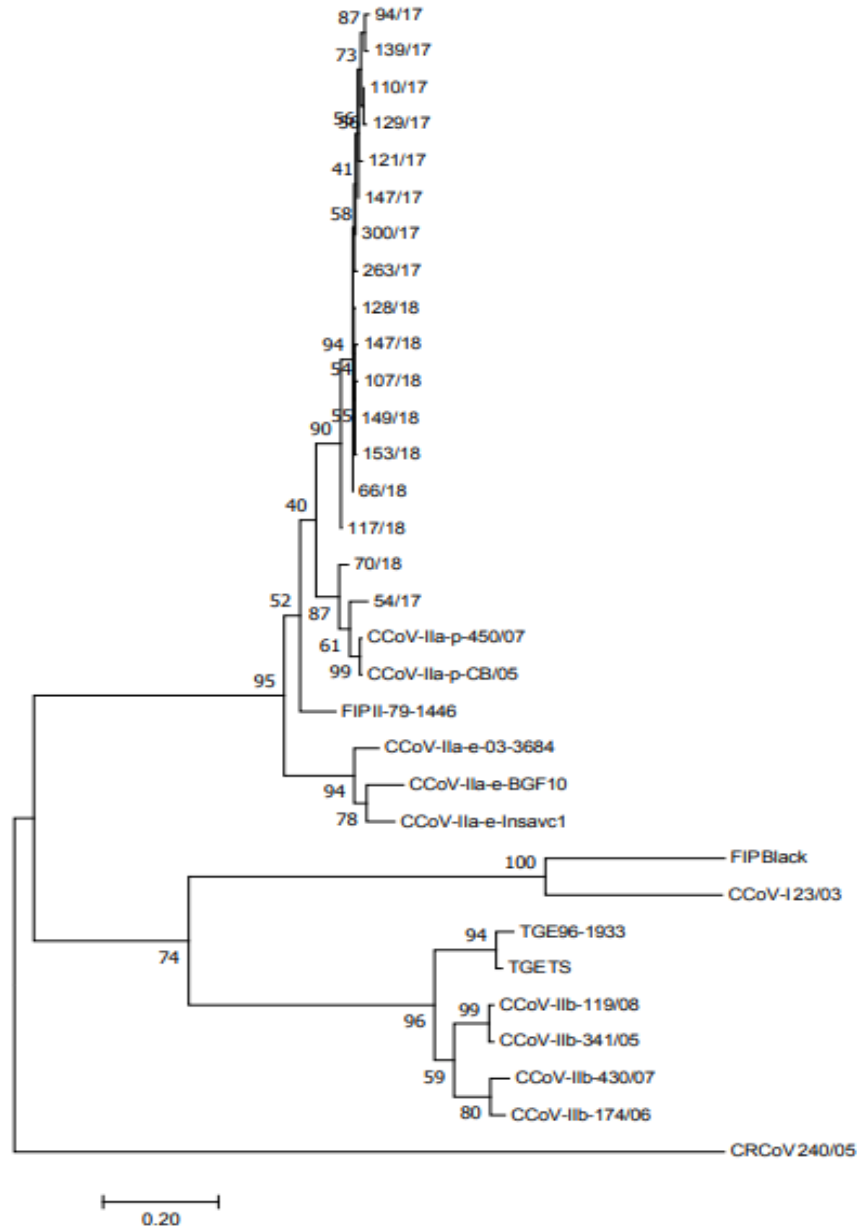 87
94/17
73
139/17
110/17
56
56
129/17
41
121/17
147/17
58
300/17
263/17
128/18
94
147/18
54
107/18
55
149/18
90
153/18
66/18
40
117/18
70/18
52
87
54/17
61
CCoV-IIa-p-450/07
99
CCoV-IIa-p-CB/05
95
FIPII-79-1446
CCoV-IIa-e-03-3684
94
CCoV-IIa-e-BGF10
78
CCoV-IIa-e-Insavc1
100
FIPBlack
CCoV-I23/03
74
94
TGE96-1933
TGETS
96
99
CCoV-IIb-119/08
CCoV-IIb-341/05
59
CCoV-IIb-430/07
80
CCoV-IIb-174/06
CRCoV240/05
0.20